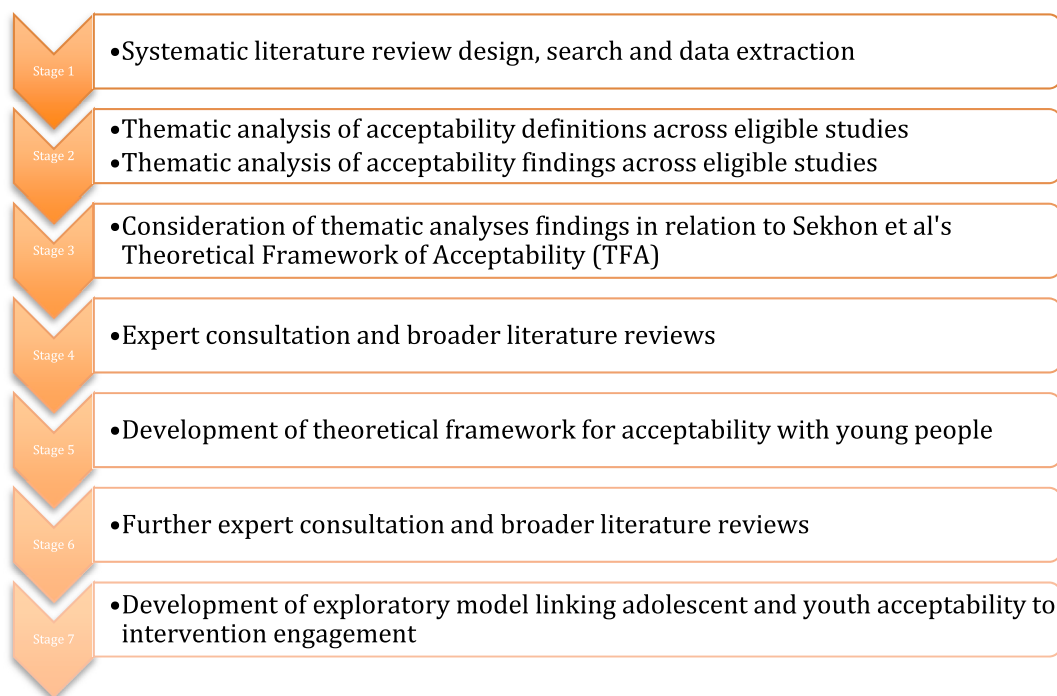 Stage 1
•Systematic literature review design, search and data extraction
Stage 2
•Thematic analysis of acceptability definitions across eligible studies
•Thematic analysis of acceptability findings across eligible studies
Stage 3
•Consideration of thematic analyses findings in relation to Sekhon et al's
Theoretical Framework of Acceptability (TFA)
Stage 4
•Expert consultation and broader literature reviews
Stage 5
•Development of theoretical framework for acceptability with young people
Stage 6
•Further expert consultation and broader literature reviews
Stage 7
•Development of exploratory model linking adolescent and youth acceptability to
intervention engagement